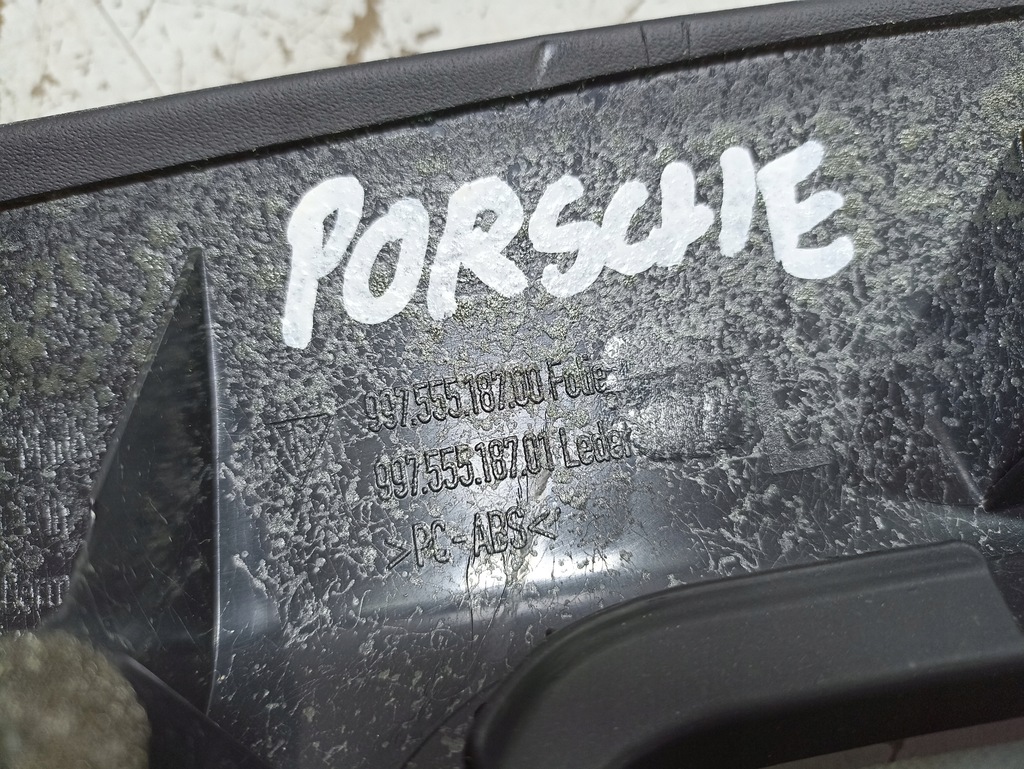 PORSCHE
997.555.187.00 Folie
997.555.187.01 Leder
>PC-ABS<